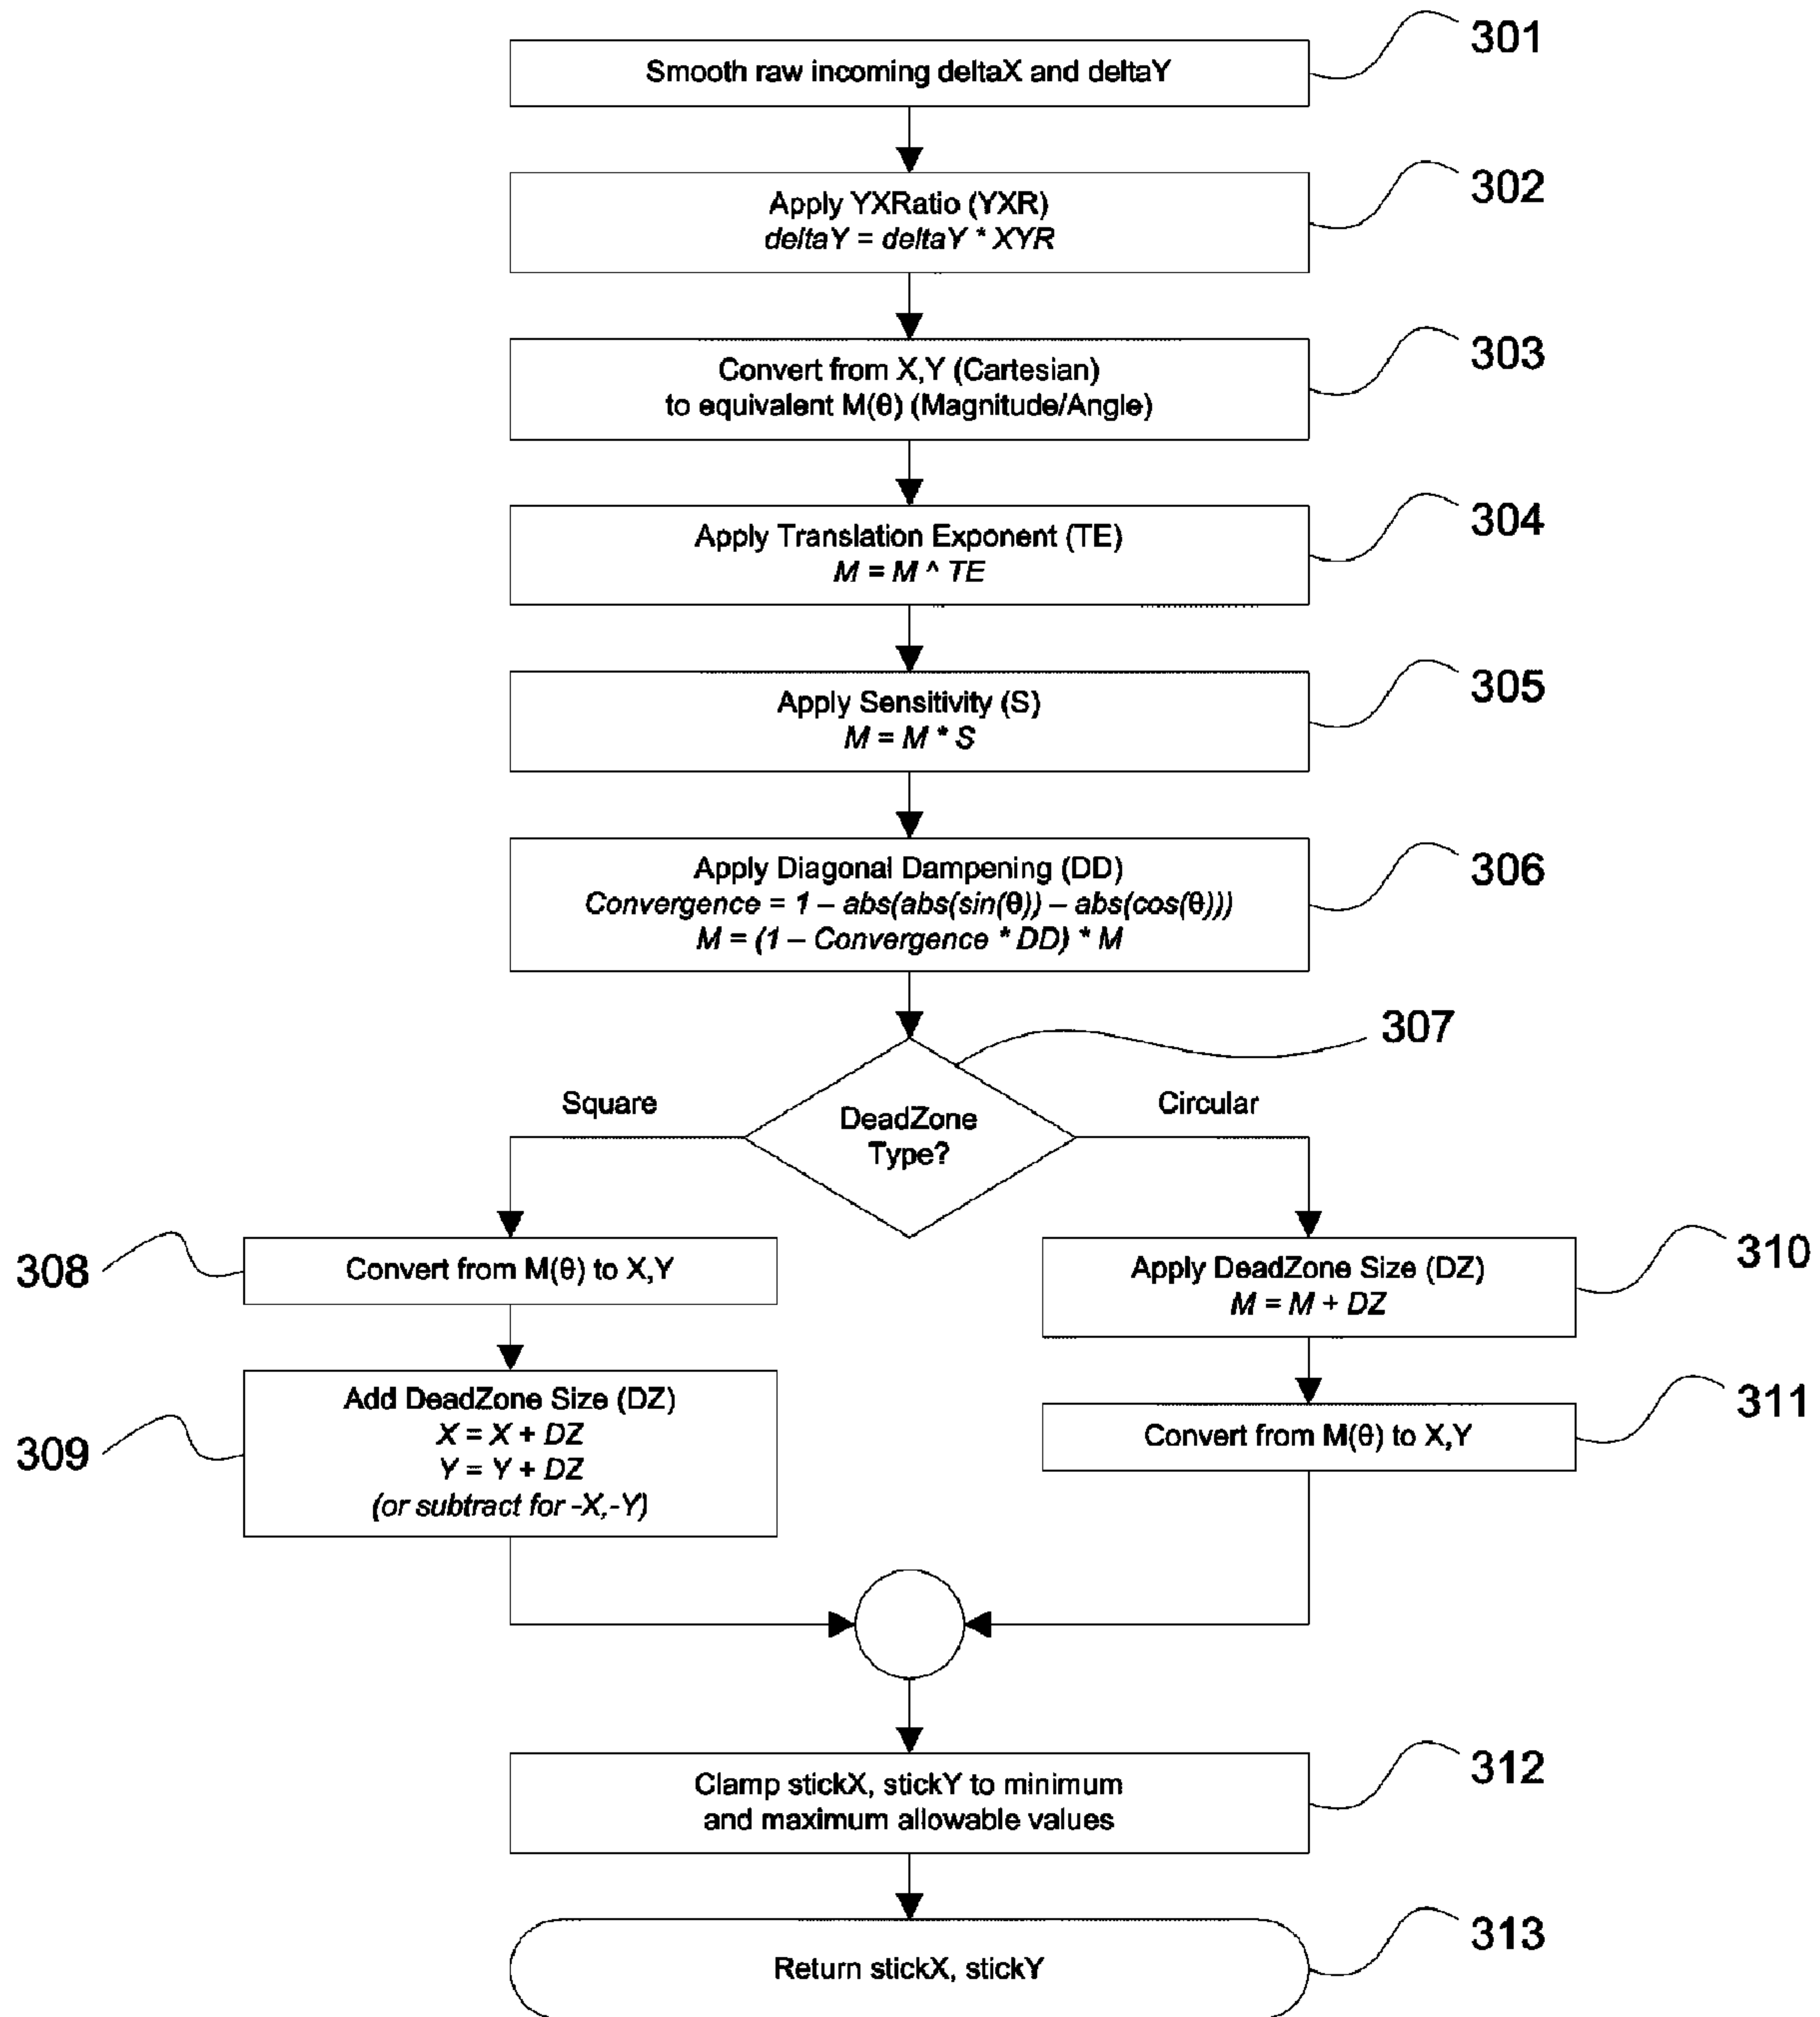 301
Smooth raw incoming deltaX and deltaY
302
Apply YXRatio (YXR)
deltaY = deltaY * XYR
303
Convert from X,Y (Cartesian)
to equivalent M(θ) (Magnitude/Angle)
304
Apply Translation Exponent (TE)
M = M ^ TE
305
Apply Sensitivity (S)
M = M * S
306
Apply Diagonal Dampening (DD)
Convergence = 1 – abs(abs(sin(θ)) – abs(cos(θ)))
M = (1 – Convergence * DD) * M
307
Square
DeadZone
Type?
Circular
308
Convert from M(θ) to X,Y
309
Add DeadZone Size (DZ)
X = X + DZ
Y = Y + DZ
(or subtract for -X,-Y)
310
Apply DeadZone Size (DZ)
M = M + DZ
311
Convert from M(θ) to X,Y
312
Clamp stickX, stickY to minimum
and maximum allowable values
313
Return stickX, stickY